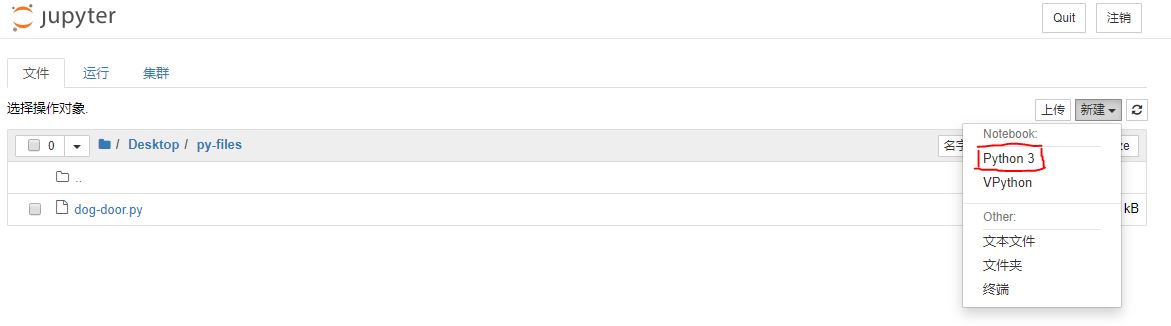 jupyter
Quit 注销
文件 运行 集群
选择操作对象.
上传 新建
0 / Desktop / py-files
Notebook:
Python 3
VPython
..
dog-door.py kB
Other:
文本文件
文件夹
终端